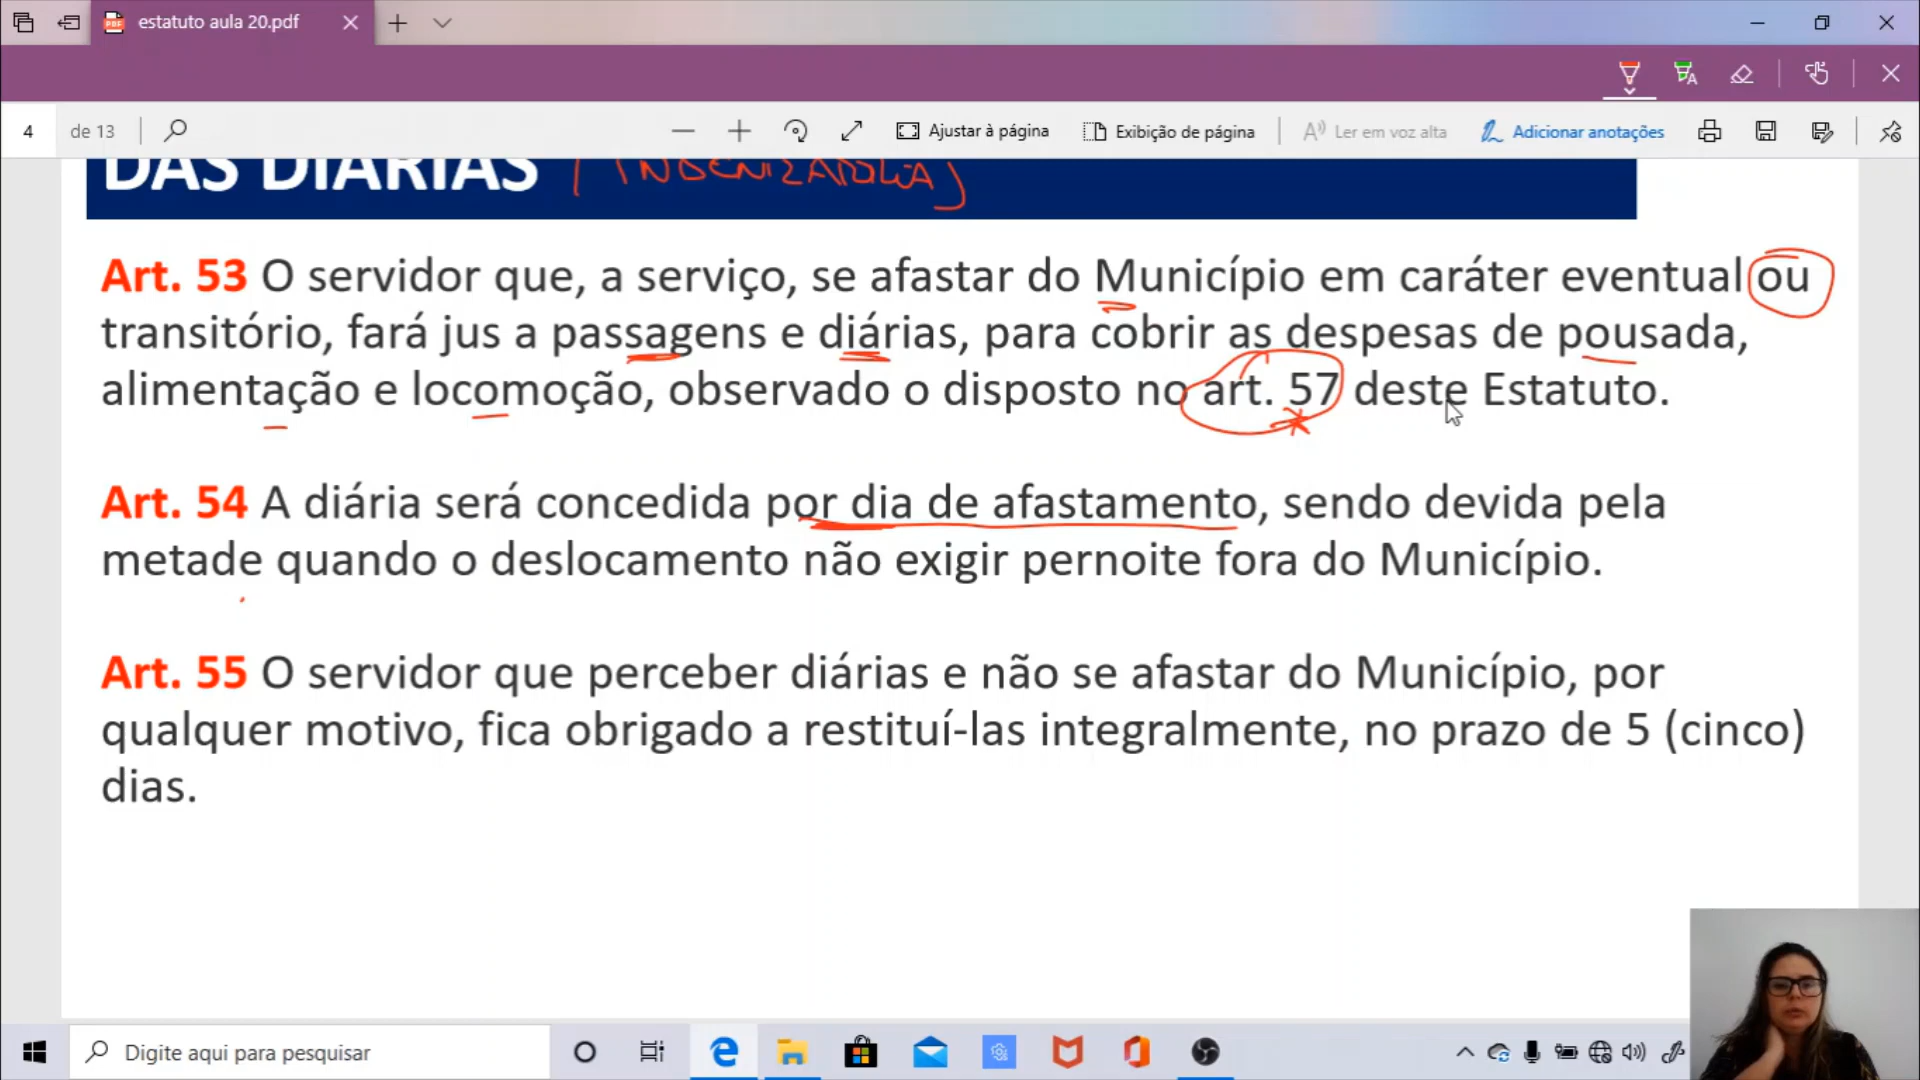 estatuto aula 20.pdf
4 de 13 Ajustar à página Exibição de página Ler em voz alta Adicionar anotações
DAS DIÁRIAS (INDENIZATÓRIA)
Art. 53 O servidor que, a serviço, se afastar do Município em caráter eventual ou
transitório, fará jus a passagens e diárias, para cobrir as despesas de pousada,
alimentação e locomoção, observado o disposto no art. 57 deste Estatuto.
Art. 54 A diária será concedida por dia de afastamento, sendo devida pela
metade quando o deslocamento não exigir pernoite fora do Município.
Art. 55 O servidor que perceber diárias e não se afastar do Município, por
qualquer motivo, fica obrigado a restituí-las integralmente, no prazo de 5 (cinco)
dias.
Digite aqui para pesquisar